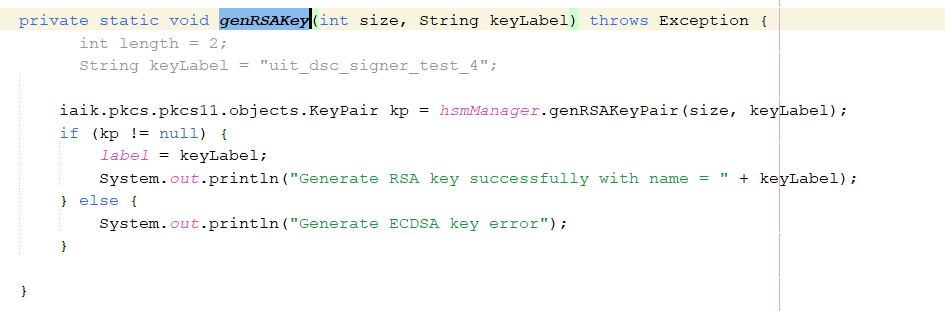 private static void genRSAKey(int size, String keyLabel) throws Exception {
int length = 2;
String keyLabel = "uit_dsc_signer_test_4";
iaik.pkcs.pkcs11.objects.KeyPair kp = hsmManager.genRSAKeyPair(size, keyLabel);
if (kp != null) {
label = keyLabel;
System.out.println("Generate RSA key successfully with name = " + keyLabel);
} else {
System.out.println("Generate ECDSA key error");
}
}